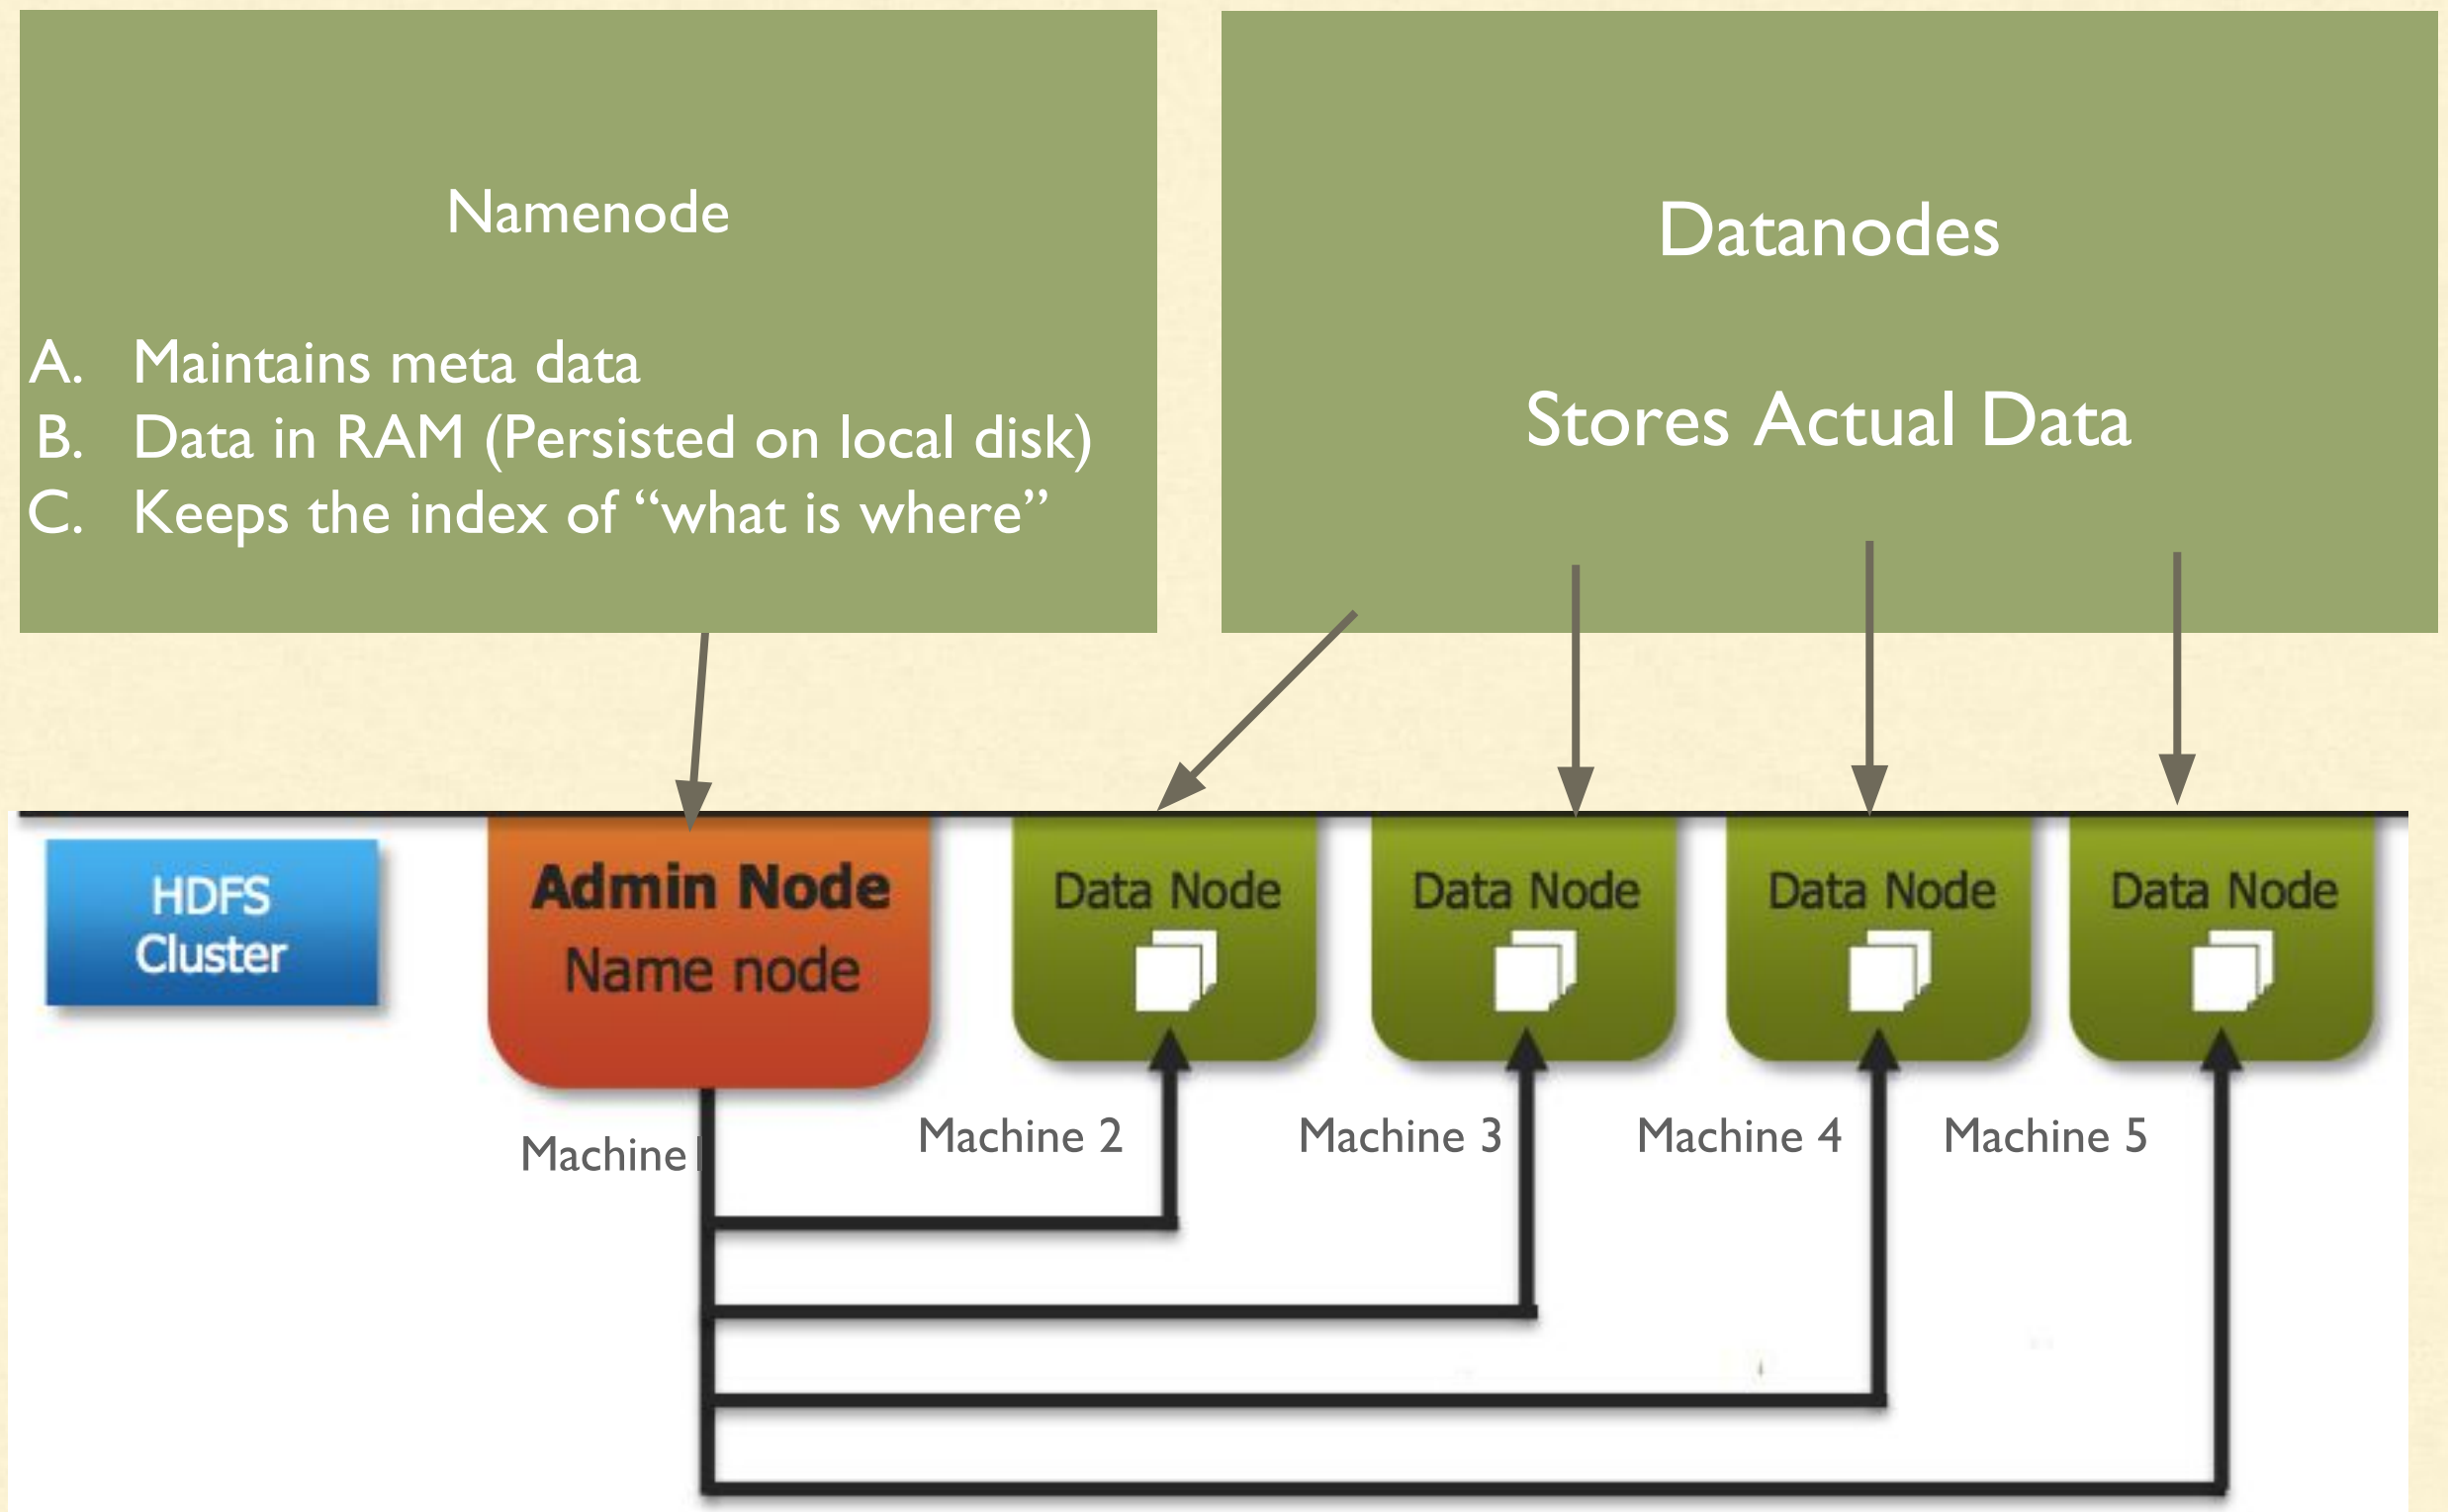 Namenode
A. Maintains meta data
B. Data in RAM (Persisted on local disk)
C. Keeps the index of “what is where”
Datanodes
Stores Actual Data
HDFS
Cluster
Admin Node
Name node
Data Node
Data Node
Data Node
Data Node
Machine 1
Machine 2
Machine 3
Machine 4
Machine 5